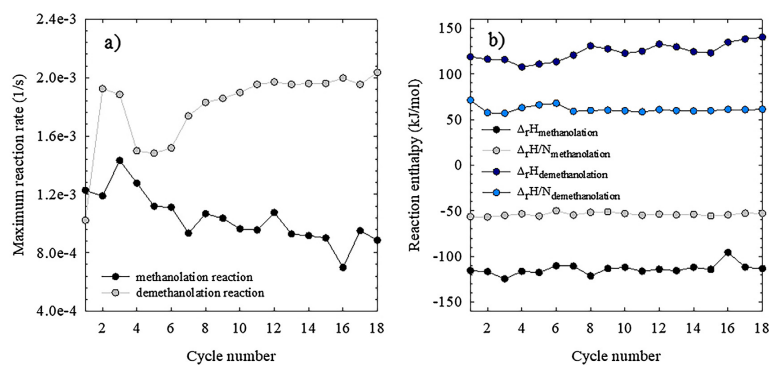 a)
Maximum reaction rate (1/s)
2.4e-3
2.0e-3
1.6e-3
1.2e-3
8.0e-4
4.0e-4
methanolation reaction
demethanolation reaction
2 4 6 8 10 12 14 16 18
Cycle number
b)
Reaction enthalpy (kJ/mol)
150
100
50
0
-50
-100
-150
ΔrHmethanolation
ΔrH/Nmethanolation
ΔrHdemethanolation
ΔrH/Ndemethanolation
2 4 6 8 10 12 14 16 18
Cycle number